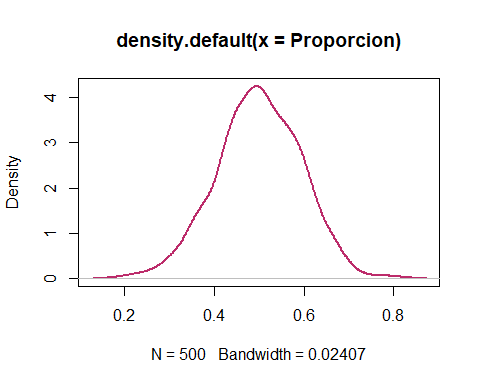 density.default(x = Proporcion)
Density
4
3
2
1
0
0.2 0.4 0.6 0.8
N = 500 Bandwidth = 0.02407